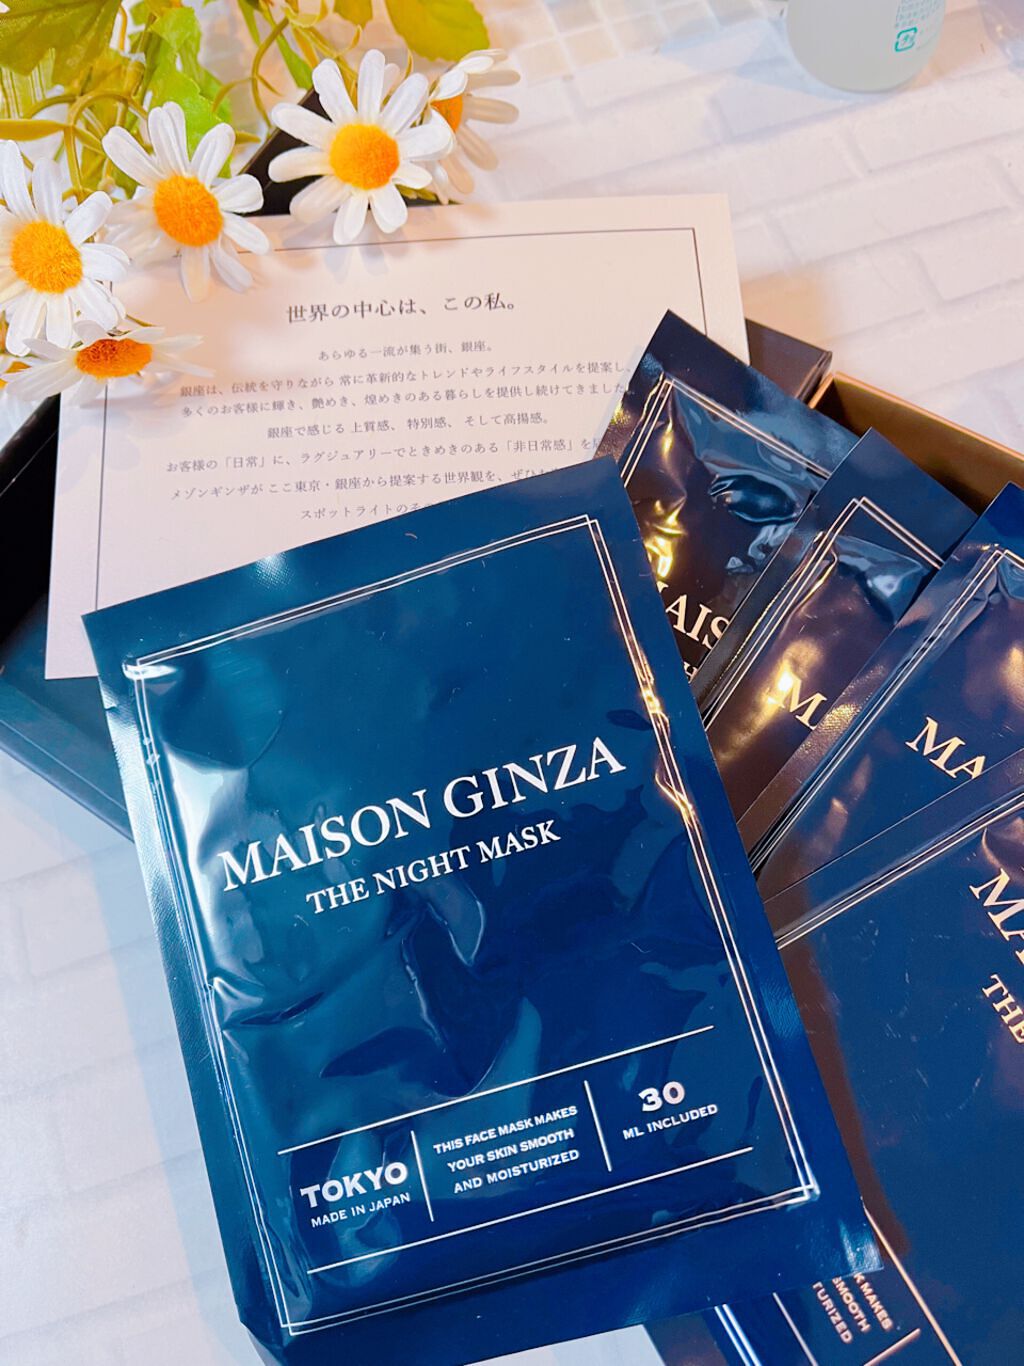 世界の中心は、この私。
あらゆる一流が集う街、銀座。
銀座は、伝統を守りながら 常に革新的なトレンドやライフスタイルを提案し、
多くのお客様に輝き、艶めき、煌めきのある暮らしを提供し続けてきました。
銀座で感じる 上質感、 特別感、 そして高揚感。
お客様の「日常」に、ラグジュアリーでときめきのある「非日常感」を
メゾンギンザが ここ東京・銀座から提案する世界観を、ぜひ
スポットライトのそ
MAISON GINZA
THE NIGHT MASK
TOKYO
MADE IN JAPAN
THIS FACE MASK MAKES
YOUR SKIN SMOOTH
AND MOISTURIZED
30
ML INCLUDED
MAIS
MA
MA
MA
THE
K MAKES
SMOOTH
TURIZED